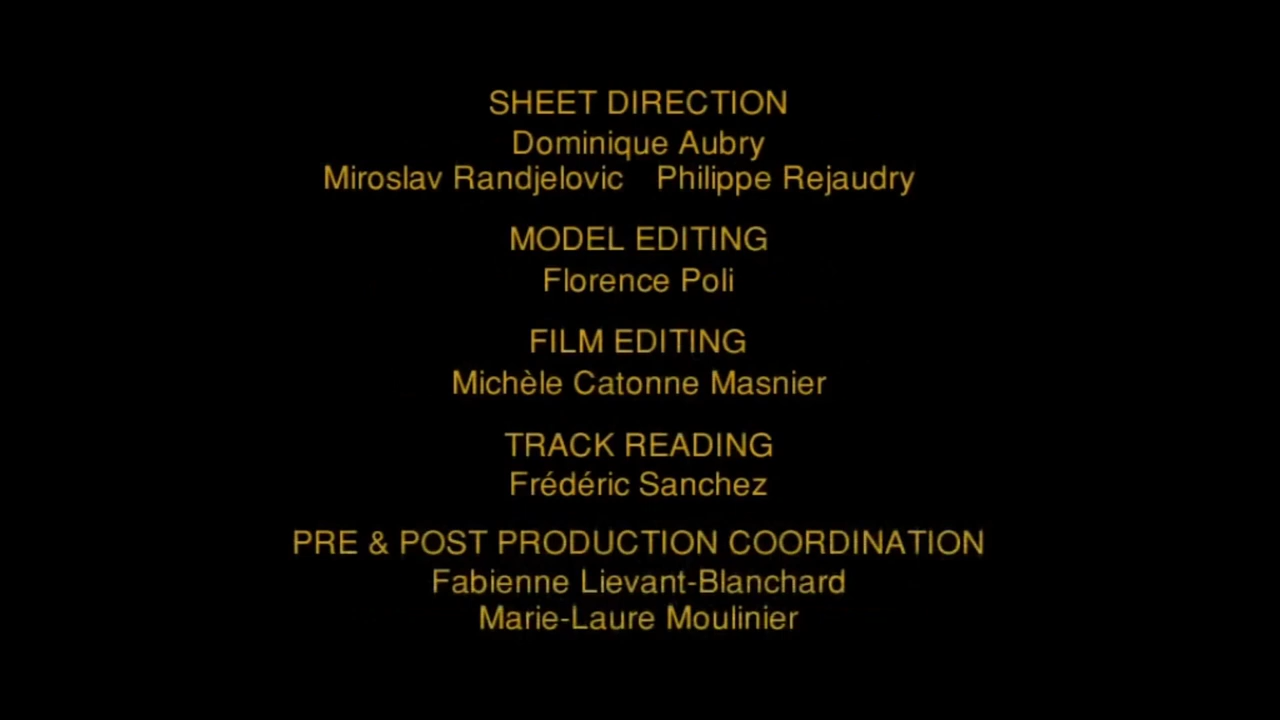 SHEET DIRECTION
Dominique Aubry
Miroslav Randjelovic Philippe Rejaudry
MODEL EDITING
Florence Poli
FILM EDITING
Michèle Catonne Masnier
TRACK READING
Frédéric Sanchez
PRE & POST PRODUCTION COORDINATION
Fabienne Lievant-Blanchard
Marie-Laure Moulinier